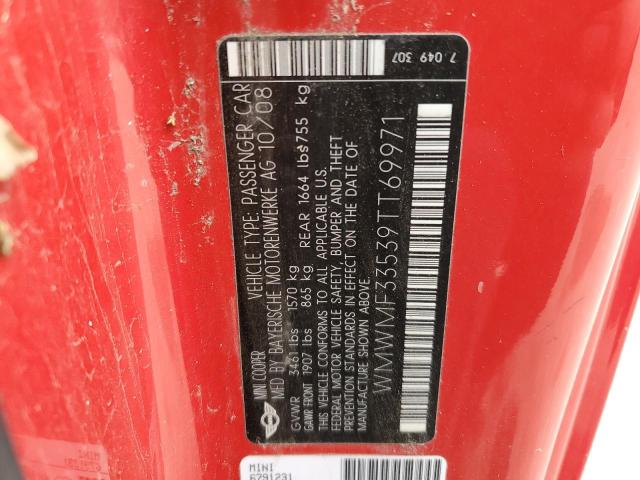 7 049 307
MINI COOPER VEHICLE TYPE: PASSENGER CAR
MFD BY BAYERISCHE MOTORENWERKE AG 10/08
GVWR 3461 lbs 1570 kg
GAWR FRONT 1907 lbs 865 kg REAR 1664 lbs 755 kg
THIS VEHICLE CONFORMS TO ALL APPLICABLE U.S.
FEDERAL MOTOR VEHICLE SAFETY, BUMPER AND THEFT
PREVENTION STANDARDS IN EFFECT ON THE DATE OF
MANUFACTURE SHOWN ABOVE.
WMWMF33539TT69971
MINI
6791231